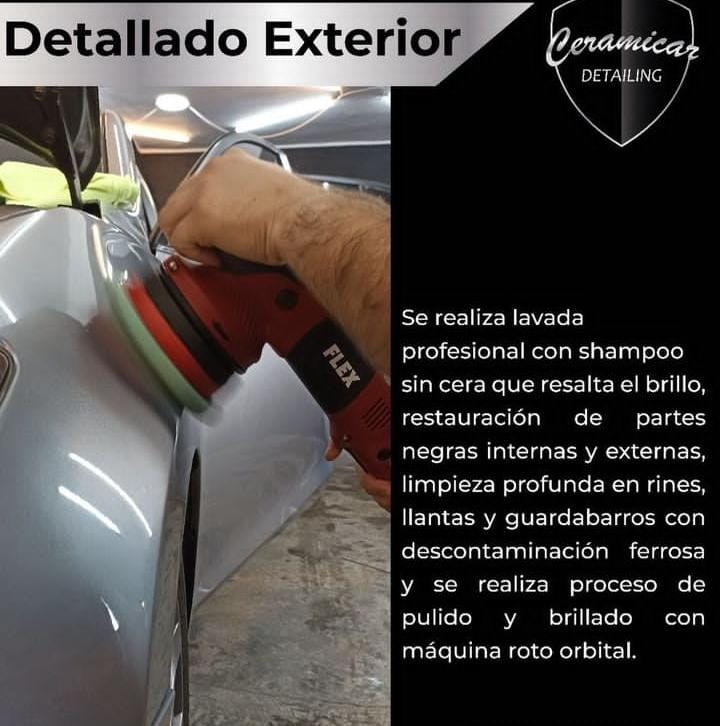 Detallado Exterior
Ceramicar
DETAILING
FLEX
Se realiza lavada
profesional con shampoo
sin cera que resalta el brillo,
restauración de partes
negras internas y externas,
limpieza profunda en rines,
llantas y guardabarros con
descontaminación ferrosa
y se realiza proceso de
pulido y brillado con
máquina roto orbital.